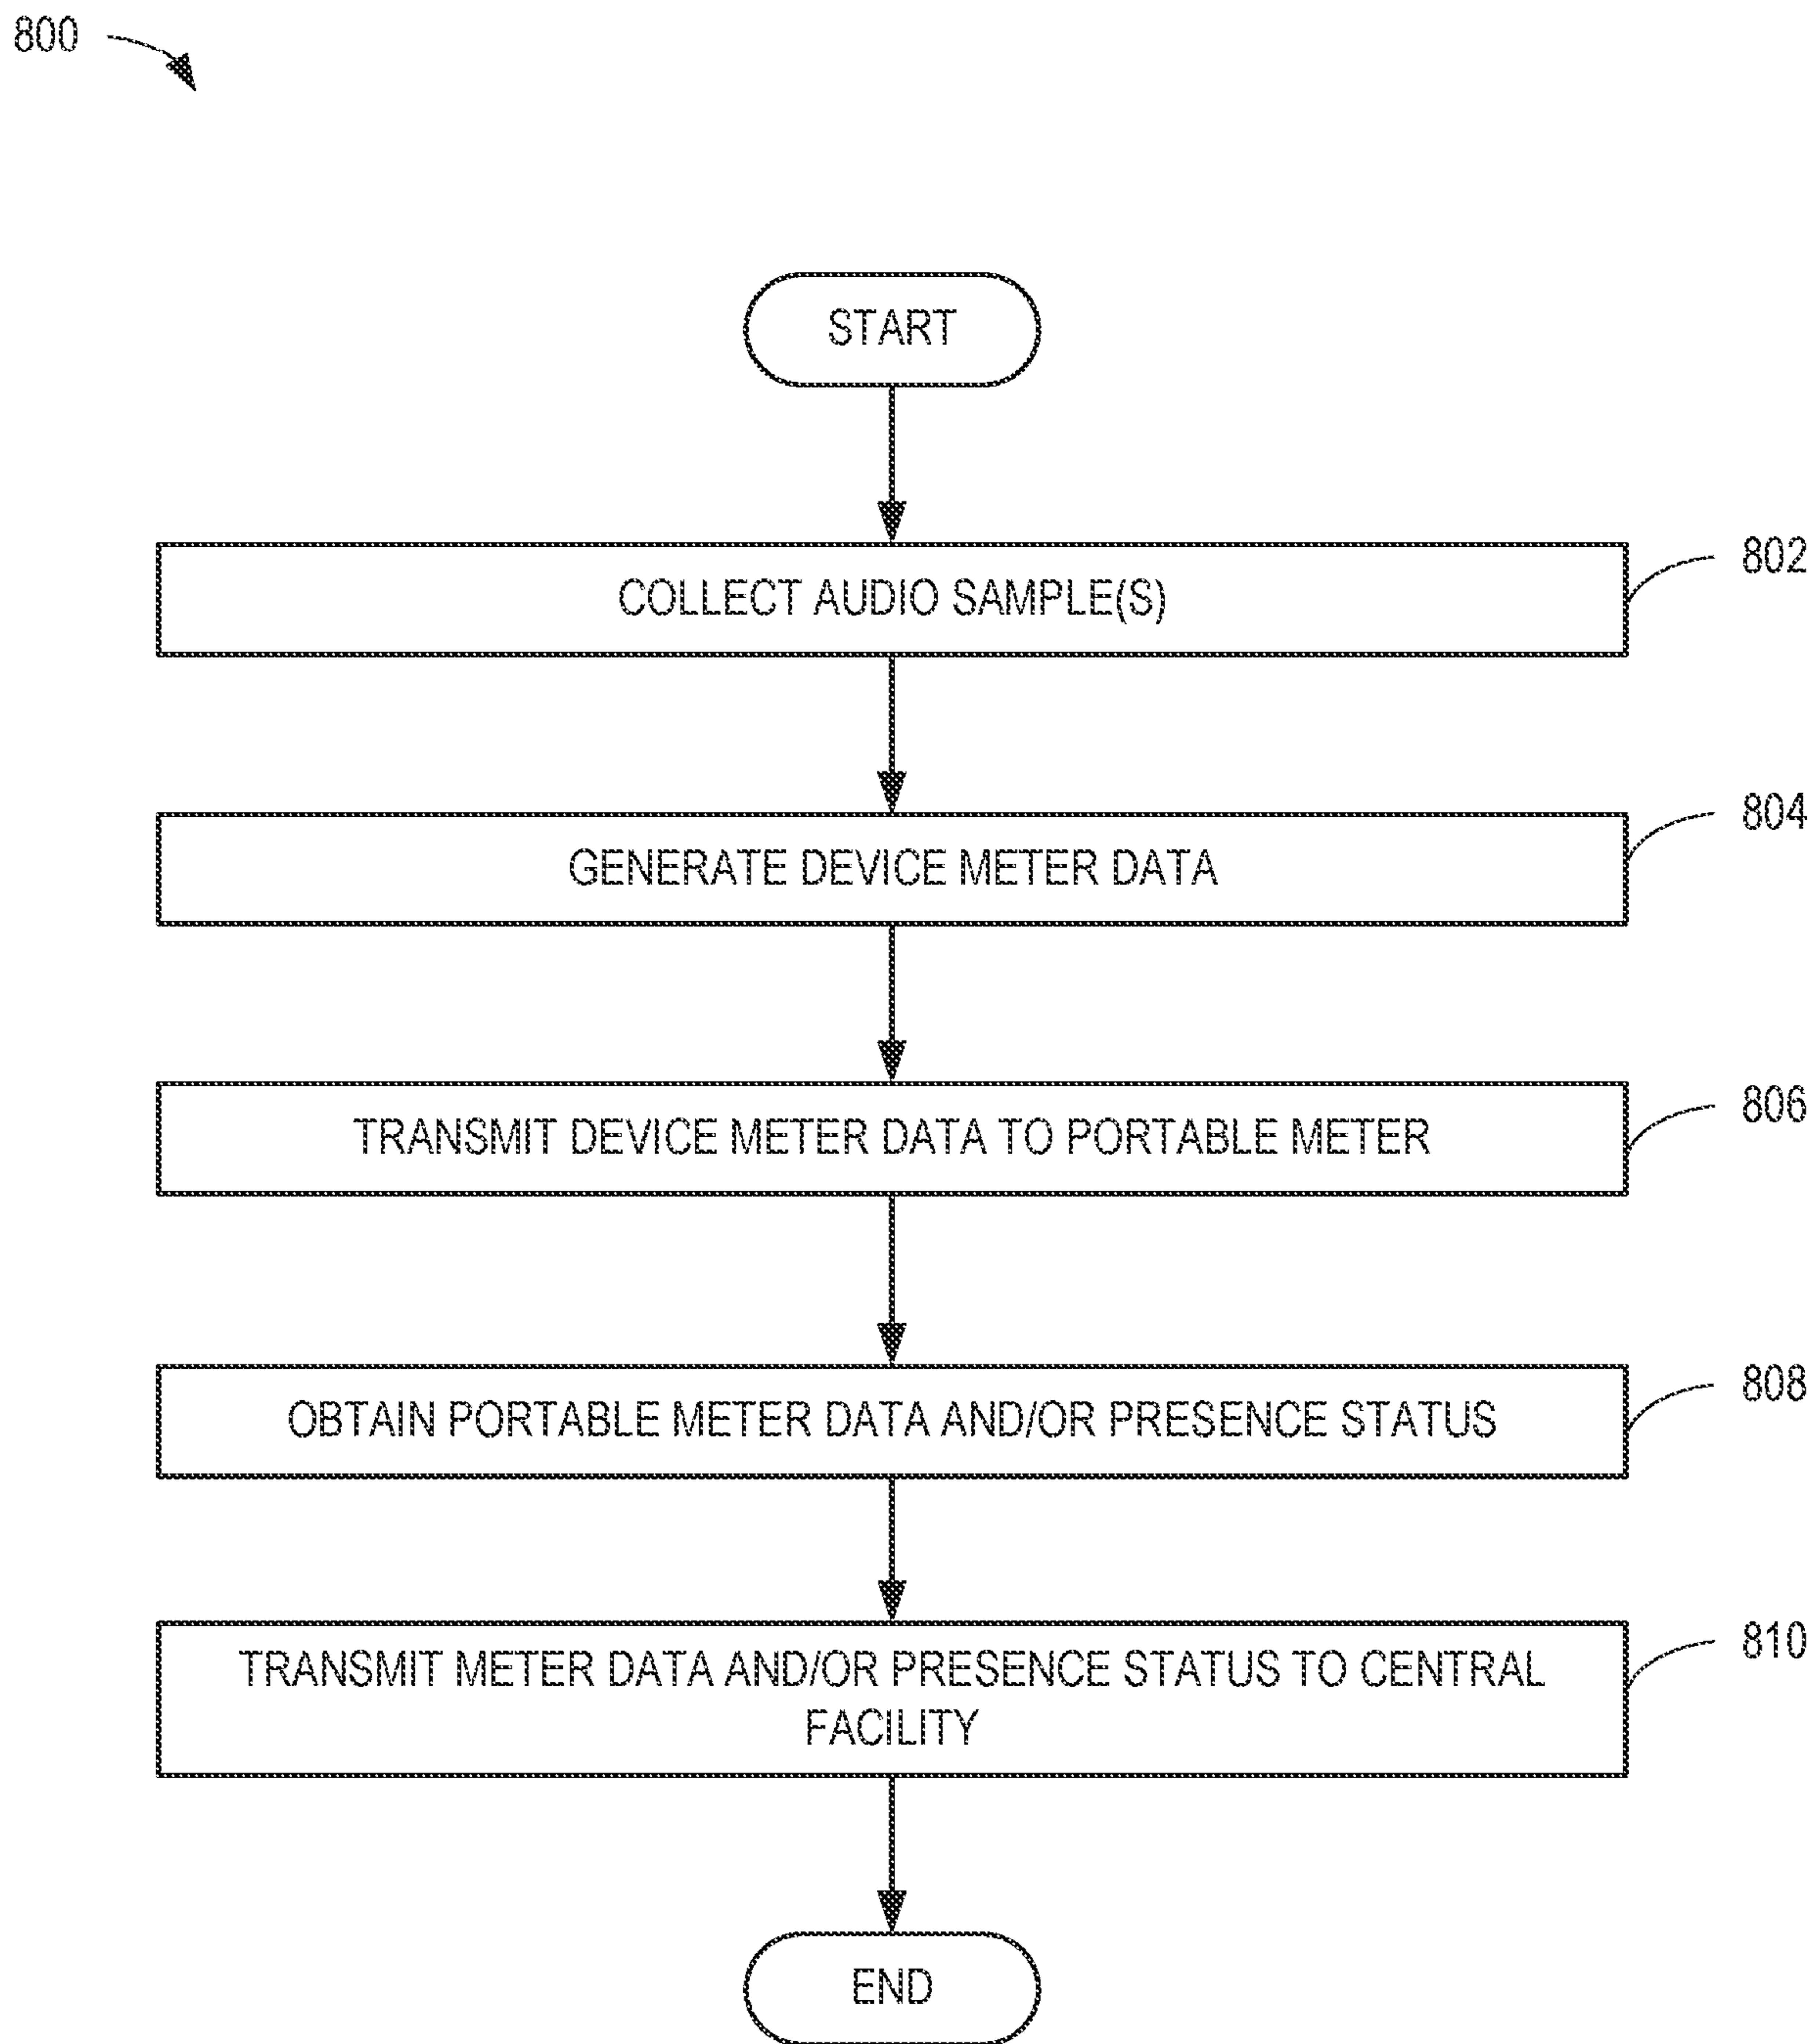 800
START
COLLECT AUDIO SAMPLE(S)
802
GENERATE DEVICE METER DATA
804
TRANSMIT DEVICE METER DATA TO PORTABLE METER
806
OBTAIN PORTABLE METER DATA AND/OR PRESENCE STATUS
808
TRANSMIT METER DATA AND/OR PRESENCE STATUS TO CENTRAL
FACILITY
810
END